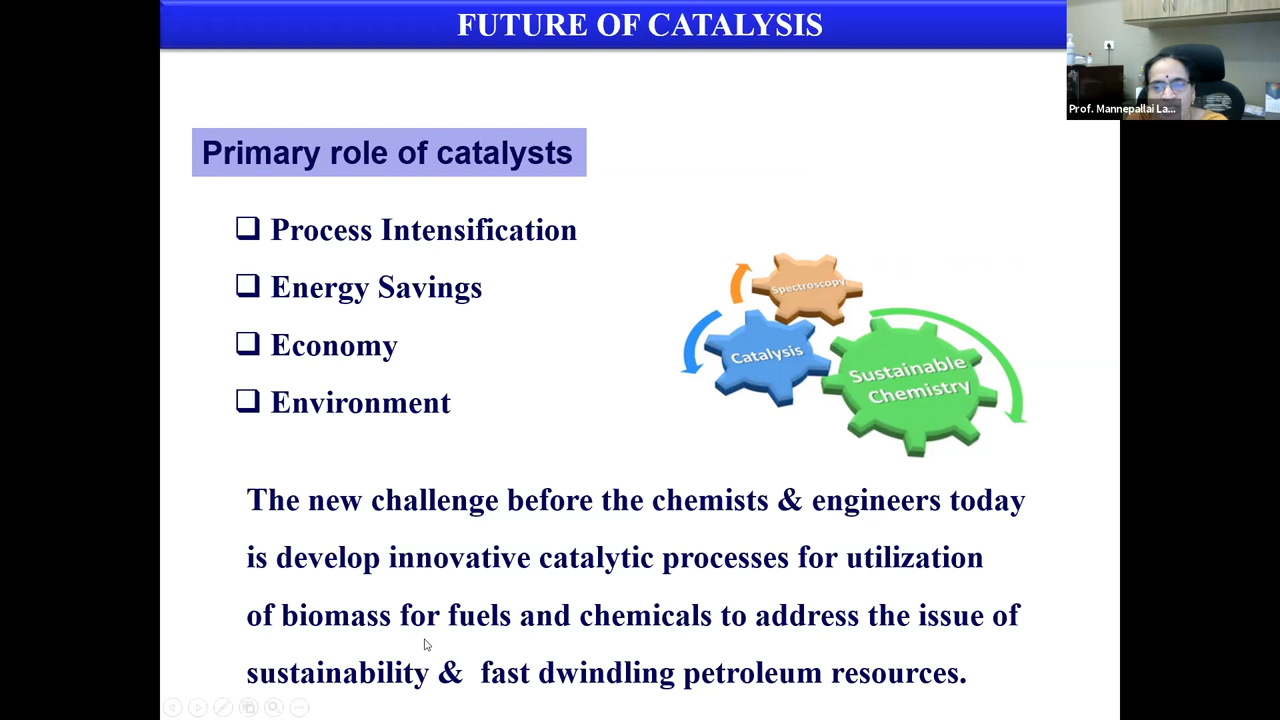 FUTURE OF CATALYSIS
Prof. Mannepallai La...
Primary role of catalysts
Process Intensification
Energy Savings
Economy
Environment
Spectroscopy
Catalysis
Sustainable
Chemistry
The new challenge before the chemists & engineers today
is develop innovative catalytic processes for utilization
of biomass for fuels and chemicals to address the issue of
sustainability & fast dwindling petroleum resources.